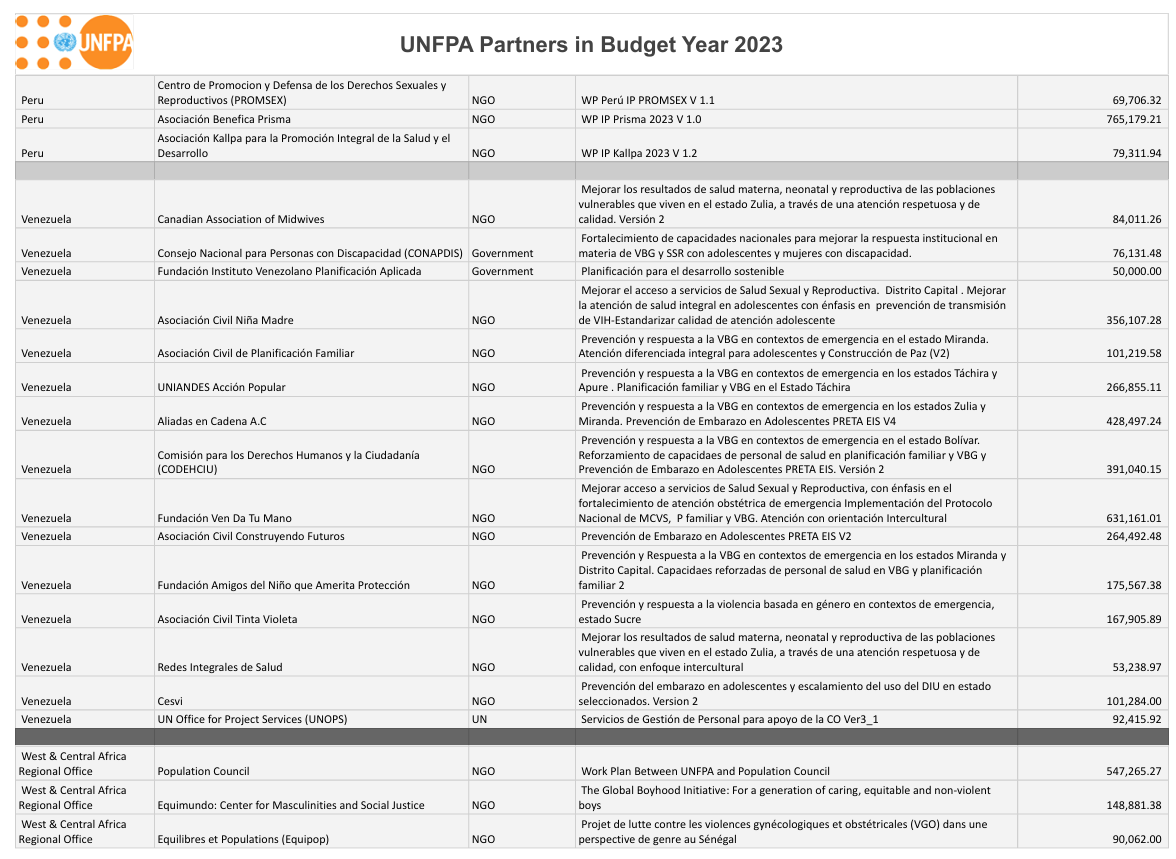 UNFPA
UNFPA Partners in Budget Year 2023
Centro de Promocion y Defensa de los Derechos Sexuales y
Peru Reproductivos (PROMSEX) NGO WP Perú IP PROMSEX V 1.1 69,706.32
Peru Asociación Benefica Prisma NGO WP IP Prisma 2023 V 1.0 765,179.21
Asociación Kallpa para la Promoción Integral de la Salud y el
Peru Desarrollo NGO WP IP Kallpa 2023 V 1.2 79,311.94
Mejorar los resultados de salud materna, neonatal y reproductiva de las poblaciones
vulnerables que viven en el estado Zulia, a través de una atención respetuosa y de
Venezuela Canadian Association of Midwives NGO calidad. Versión 2 84,011.26
Fortalecimiento de capacidades nacionales para mejorar la respuesta institucional en
Venezuela Consejo Nacional para Personas con Discapacidad (CONAPDIS) Government materia de VBG y SSR con adolescentes y mujeres con discapacidad. 76,131.48
Venezuela Fundación Instituto Venezolano Planificación Aplicada Government Planificación para el desarrollo sostenible 50,000.00
Mejorar el acceso a servicios de Salud Sexual y Reproductiva.  Distrito Capital . Mejorar
la atención de salud integral en adolescentes con énfasis en  prevención de transmisión
Venezuela Asociación Civil Niña Madre NGO de VIH-Estandarizar calidad de atención adolescente 356,107.28
Prevención y respuesta a la VBG en contextos de emergencia en el estado Miranda.
Venezuela Asociación Civil de Planificación Familiar NGO Atención diferenciada integral para adolescentes y Construcción de Paz (V2) 101,219.58
Prevención y respuesta a la VBG en contextos de emergencia en los estados Táchira y
Venezuela UNIANDES Acción Popular NGO Apure . Planificación familiar y VBG en el Estado Táchira 266,855.11
Prevención y respuesta a la VBG en contextos de emergencia en los estados Zulia y
Venezuela Aliadas en Cadena A.C NGO Miranda. Prevención de Embarazo en Adolescentes PRETA EIS V4 428,497.24
Prevención y respuesta a la VBG en contextos de emergencia en el estado Bolívar.
Comisión para los Derechos Humanos y la Ciudadanía Reforzamiento de capacidaes de personal de salud en planificación familiar y VBG y
Venezuela (CODEHCIU) NGO Prevención de Embarazo en Adolescentes PRETA EIS. Versión 2 391,040.15
Mejorar acceso a servicios de Salud Sexual y Reproductiva, con énfasis en el
fortalecimiento de atención obstétrica de emergencia Implementación del Protocolo
Venezuela Fundación Ven Da Tu Mano NGO Nacional de MCVS,  P familiar y VBG. Atención con orientación Intercultural 631,161.01
Venezuela Asociación Civil Construyendo Futuros NGO Prevención de Embarazo en Adolescentes PRETA EIS V2 264,492.48
Prevención y Respuesta a la VBG en contextos de emergencia en los estados Miranda y
Distrito Capital. Capacidaes reforzadas de personal de salud en VBG y planificación
Venezuela Fundación Amigos del Niño que Amerita Protección NGO familiar 2 175,567.38
Prevención y respuesta a la violencia basada en género en contextos de emergencia,
Venezuela Asociación Civil Tinta Violeta NGO estado Sucre 167,905.89
Mejorar los resultados de salud materna, neonatal y reproductiva de las poblaciones
vulnerables que viven en el estado Zulia, a través de una atención respetuosa y de
Venezuela Redes Integrales de Salud NGO calidad, con enfoque intercultural 53,238.97
Prevención del embarazo en adolescentes y escalamiento del uso del DIU en estado
Venezuela Cesvi NGO seleccionados. Version 2 101,284.00
Venezuela UN Office for Project Services (UNOPS) UN Servicios de Gestión de Personal para apoyo de la CO Ver3_1 92,415.92
West & Central Africa
Regional Office Population Council NGO Work Plan Between UNFPA and Population Council 547,265.27
West & Central Africa The Global Boyhood Initiative: For a generation of caring, equitable and non-violent
Regional Office Equimundo: Center for Masculinities and Social Justice NGO boys 148,881.38
West & Central Africa Projet de lutte contre les violences gynécologiques et obstétricales (VGO) dans une
Regional Office Equilibres et Populations (Equipop) NGO perspective de genre au Sénégal 90,062.00